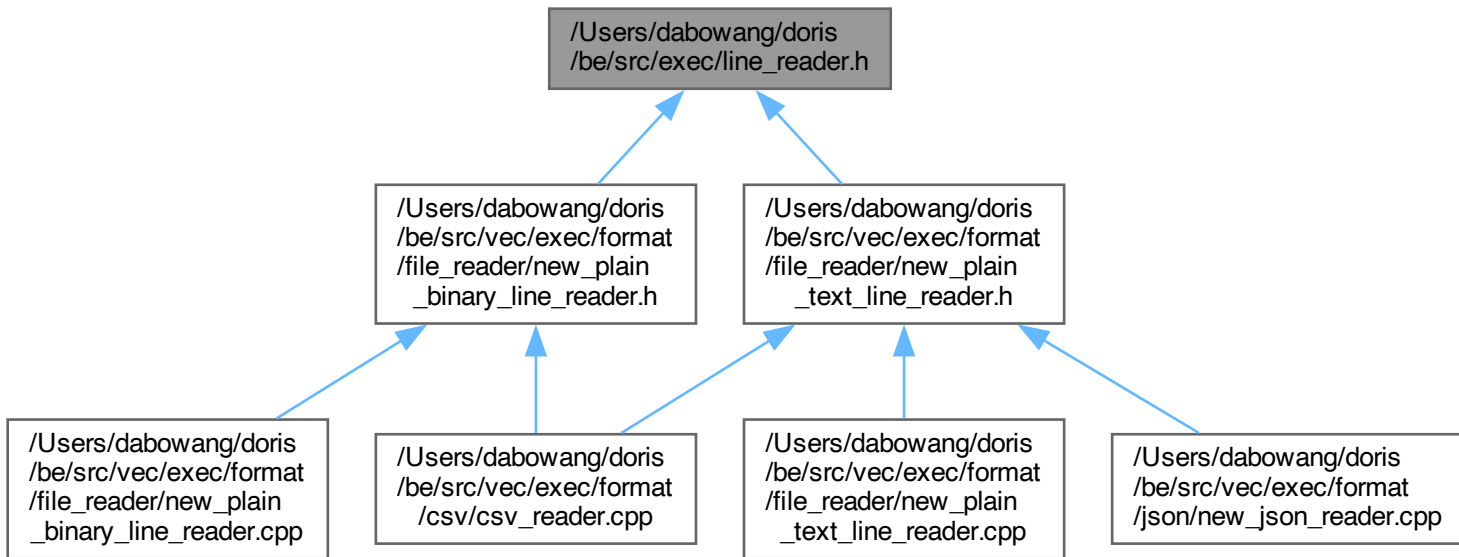 /Users/dabowang/doris
/be/src/exec/line_reader.h
/Users/dabowang/doris
/be/src/vec/exec/format
/file_reader/new_plain
_binary_line_reader.h
/Users/dabowang/doris
/be/src/vec/exec/format
/file_reader/new_plain
_text_line_reader.h
/Users/dabowang/doris
/be/src/vec/exec/format
/file_reader/new_plain
_binary_line_reader.cpp
/Users/dabowang/doris
/be/src/vec/exec/format
/csv/csv_reader.cpp
/Users/dabowang/doris
/be/src/vec/exec/format
/file_reader/new_plain
_text_line_reader.cpp
/Users/dabowang/doris
/be/src/vec/exec/format
/json/new_json_reader.cpp